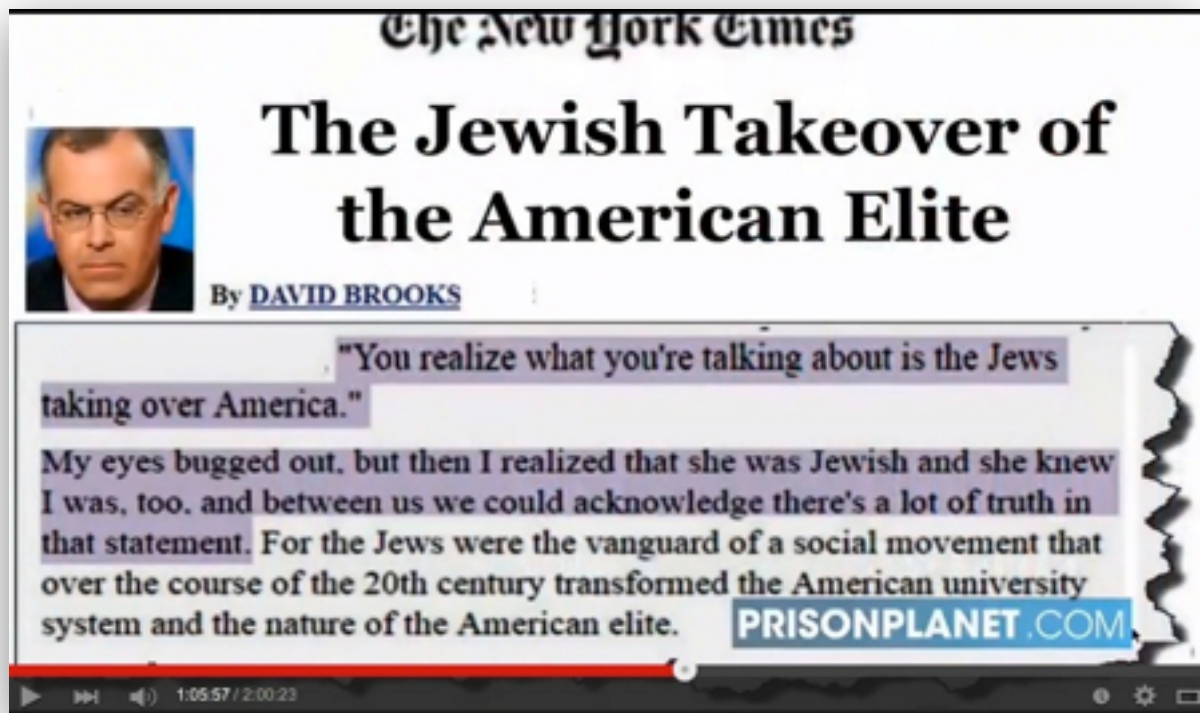 The New York Times
The Jewish Takeover of
the American Elite
By DAVID BROOKS
"You realize what you're talking about is the Jews
taking over America."
My eyes bugged out, but then I realized that she was Jewish and she knew
I was, too, and between us we could acknowledge there's a lot of truth in
that statement. For the Jews were the vanguard of a social movement that
over the course of the 20th century transformed the American university
system and the nature of the American elite.
PRISONPLANET.COM
1:05:57 / 2:00:23